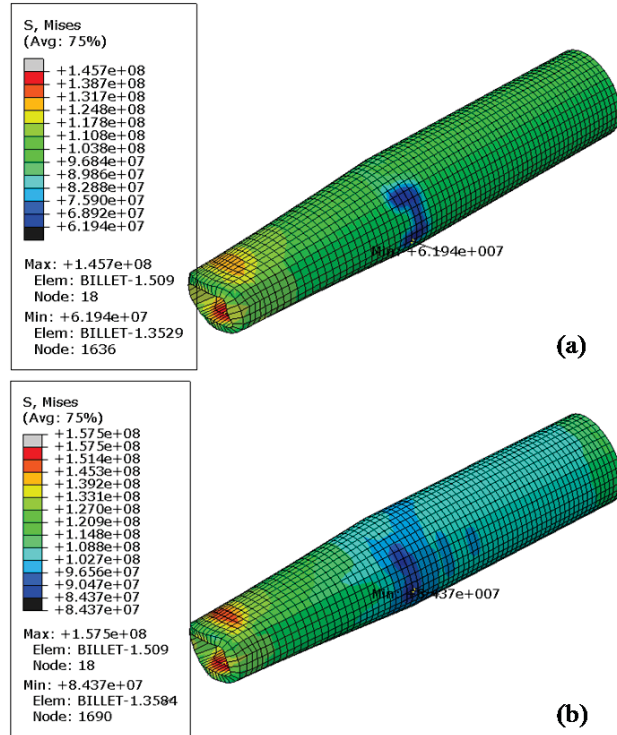 S, Mises
(Avg: 75%)
+1.457e+08
+1.387e+08
+1.317e+08
+1.248e+08
+1.178e+08
+1.108e+08
+1.038e+08
+9.684e+07
+8.986e+07
+8.288e+07
+7.590e+07
+6.892e+07
+6.194e+07
Max: +1.457e+08
Elem: BILLET-1.509
Node: 18
Min: +6.194e+07
Elem: BILLET-1.3529
Node: 1636
Min: +6.194e+007
(a)
S, Mises
(Avg: 75%)
+1.575e+08
+1.575e+08
+1.514e+08
+1.453e+08
+1.392e+08
+1.331e+08
+1.270e+08
+1.209e+08
+1.148e+08
+1.088e+08
+1.027e+08
+9.656e+07
+9.047e+07
+8.437e+07
Max: +1.575e+08
Elem: BILLET-1.509
Node: 18
Min: +8.437e+07
Elem: BILLET-1.3584
Node: 1690
Min: +8.437e+007
(b)